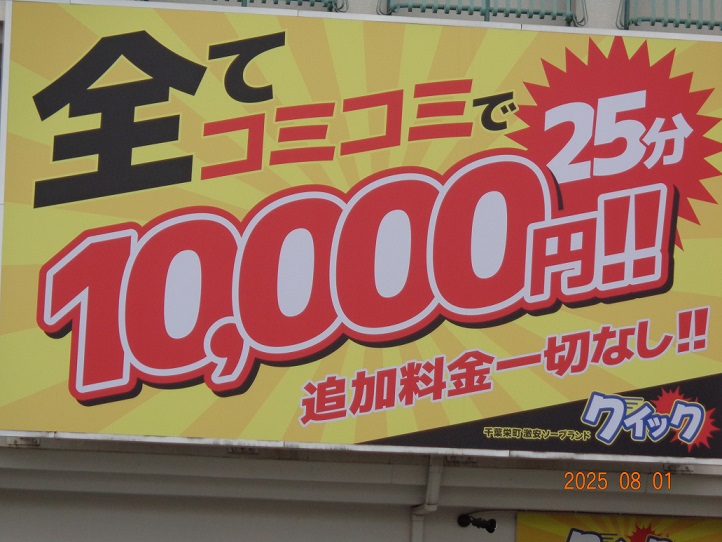 全てコミコミで
25分
10,000円!!
追加料金一切なし!!
千葉栄町 激安ソープランド
クイック
2025 08 01